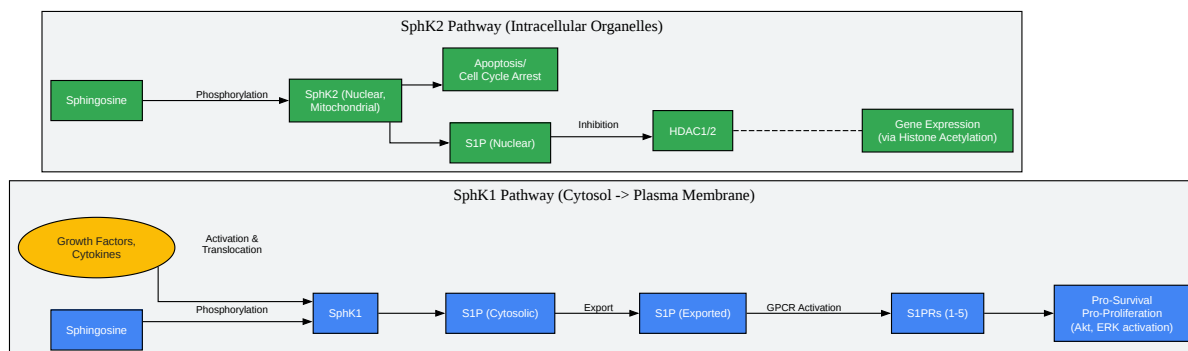 SphK2 Pathway (Intracellular Organelles)
Sphingosine
Phosphorylation
SphK2 (Nuclear,
Mitochondrial)
Apoptosis/
Cell Cycle Arrest
S1P (Nuclear)
Inhibition
HDAC1/2
Gene Expression
(via Histone Acetylation)
SphK1 Pathway (Cytosol -> Plasma Membrane)
Growth Factors,
Cytokines
Activation &
Translocation
Sphingosine
Phosphorylation
SphK1
S1P (Cytosolic)
Export
S1P (Exported)
GPCR Activation
S1PRs (1-5)
Pro-Survival
Pro-Proliferation
(Akt, ERK activation)